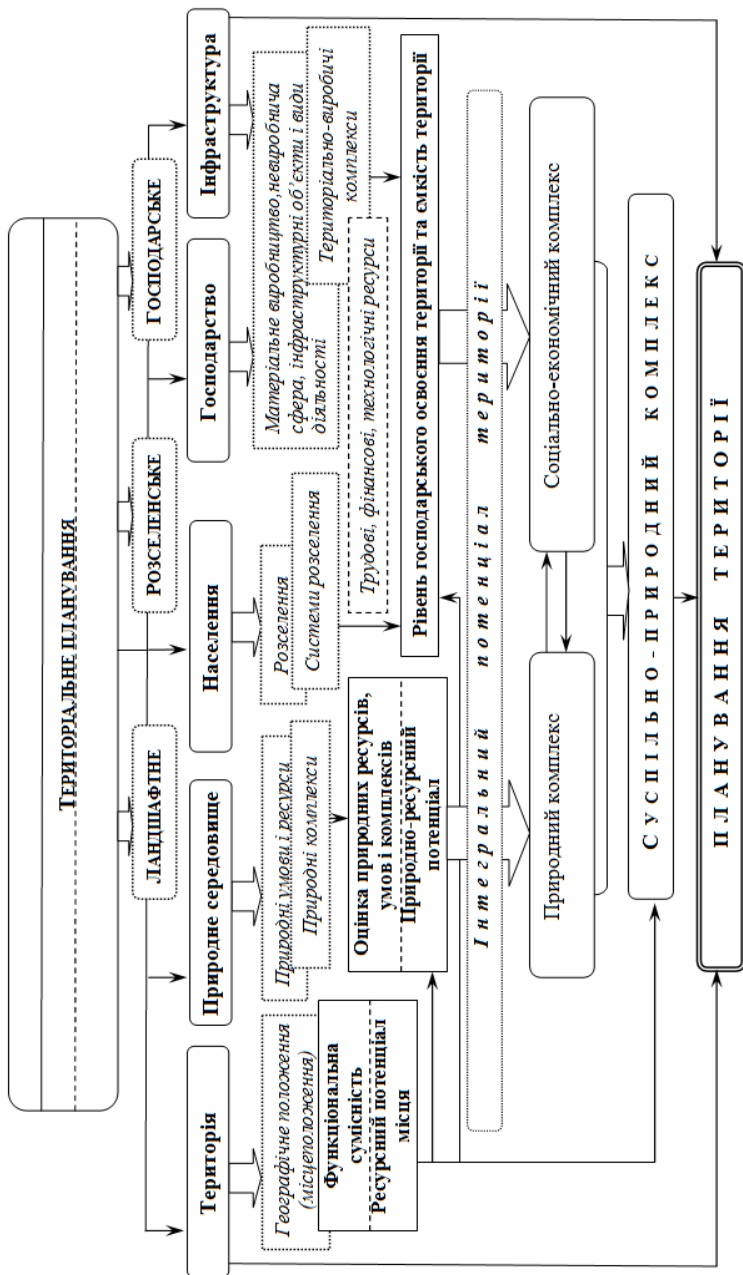 ТЕРИТОРІАЛЬНЕ ПЛАНУВАННЯ
ЛАНДШАФТНЕ
РОЗСЕЛЕНСЬКЕ
ГОСПОДАРСЬКЕ
Територія
Природне середовище
Населення
Господарство
Інфраструктура
Географічне положення
(місцеположення)
Функціональна
сумісність
Ресурсний потенціал
місця
Природні умови і ресурси
Природні комплекси
Розселення
Системи розселення
Матеріальне виробництво,невиробнича
сфера, інфраструктурні об’єкти і види
діяльності
Територіально-виробичі
комплекси
Трудові, фінансові, технологічні ресурси
Оцінка природних ресурсів,
умов і комплексів
Природно-ресурсний
потенціал
Рівень господарського освоєння території та ємкість території
Інтегральний потенціал території
Природний комплекс
Соціально-економічний комплекс
СУСПІЛЬНО-ПРИРОДНИЙ КОМПЛЕКС
ПЛАНУВАННЯ ТЕРИТОРІЇ